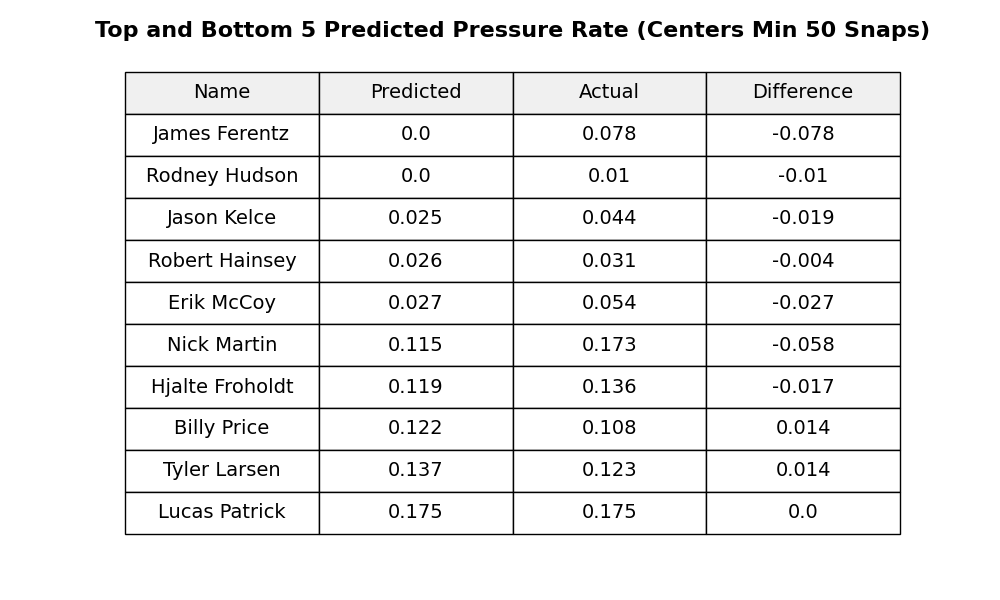 Top and Bottom 5 Predicted Pressure Rate (Centers Min 50 Snaps)
Name Predicted Actual Difference
James Ferentz 0.0 0.078 -0.078
Rodney Hudson 0.0 0.01 -0.01
Jason Kelce 0.025 0.044 -0.019
Robert Hainsey 0.026 0.031 -0.004
Erik McCoy 0.027 0.054 -0.027
Nick Martin 0.115 0.173 -0.058
Hjalte Froholdt 0.119 0.136 -0.017
Billy Price 0.122 0.108 0.014
Tyler Larsen 0.137 0.123 0.014
Lucas Patrick 0.175 0.175 0.0